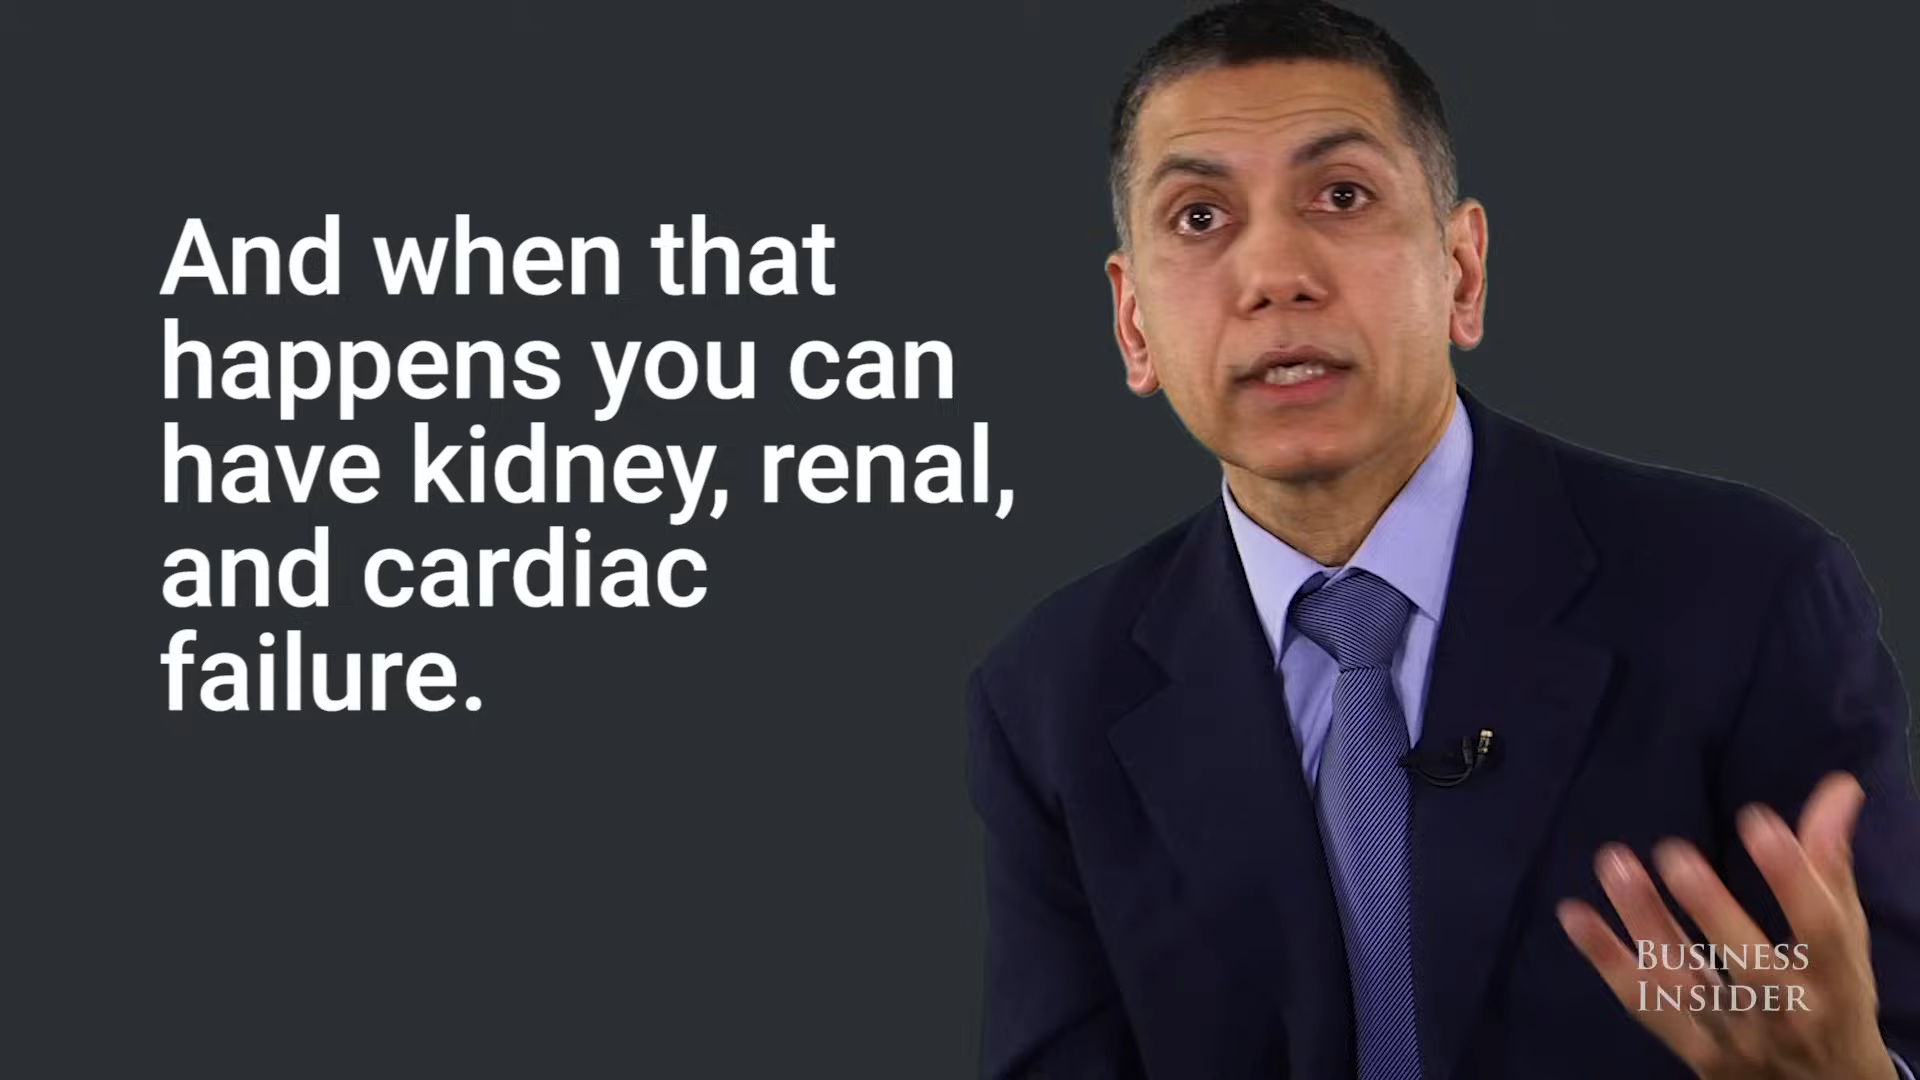 And when that
happens you can
have kidney, renal,
and cardiac
failure.
BUSINESS
INSIDER